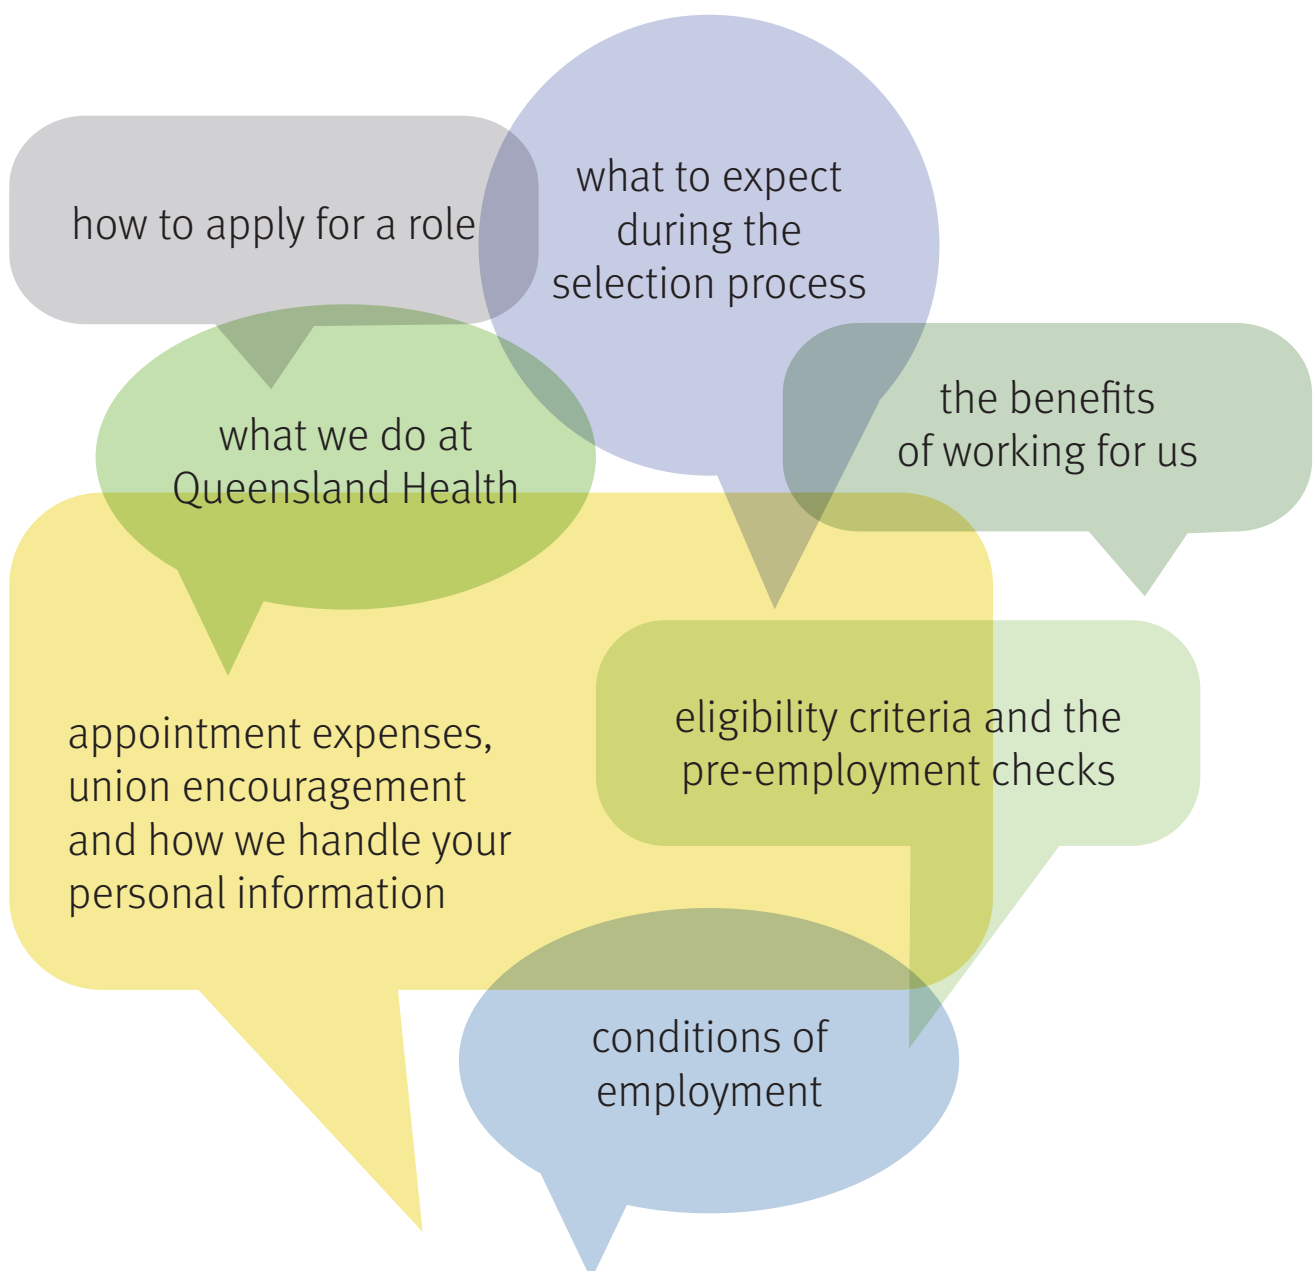 how to apply for a role
what to expect
during the
selection process
the benefits
of working for us
what we do at
Queensland Health
appointment expenses,
union encouragement
and how we handle your
personal information
eligibility criteria and the
pre-employment checks
conditions of
employment